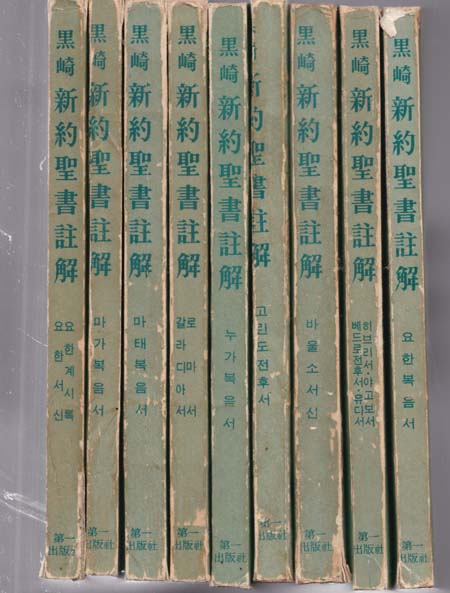 黒崎
新約聖書註解
요한계시록
요한서신
第一
出版社
黒崎
新約聖書註解
마가복음서
第一
出版社
黒崎
新約聖書註解
마태복음서
第一
出版社
黒崎
新約聖書註解
로마서
갈라디아서
第一
出版社
黒崎
新約聖書註解
누가복음서
第一
出版社
新約聖書註解
고린도전후서
第一
出版社
黒崎
新約聖書註解
바울소서신
第一
出版社
黒崎
新約聖書註解
히브리서·야고보서
베드로전후서·유다서
第一
出版社
黒崎
新約聖書註解
요한복음서
第一
出版社